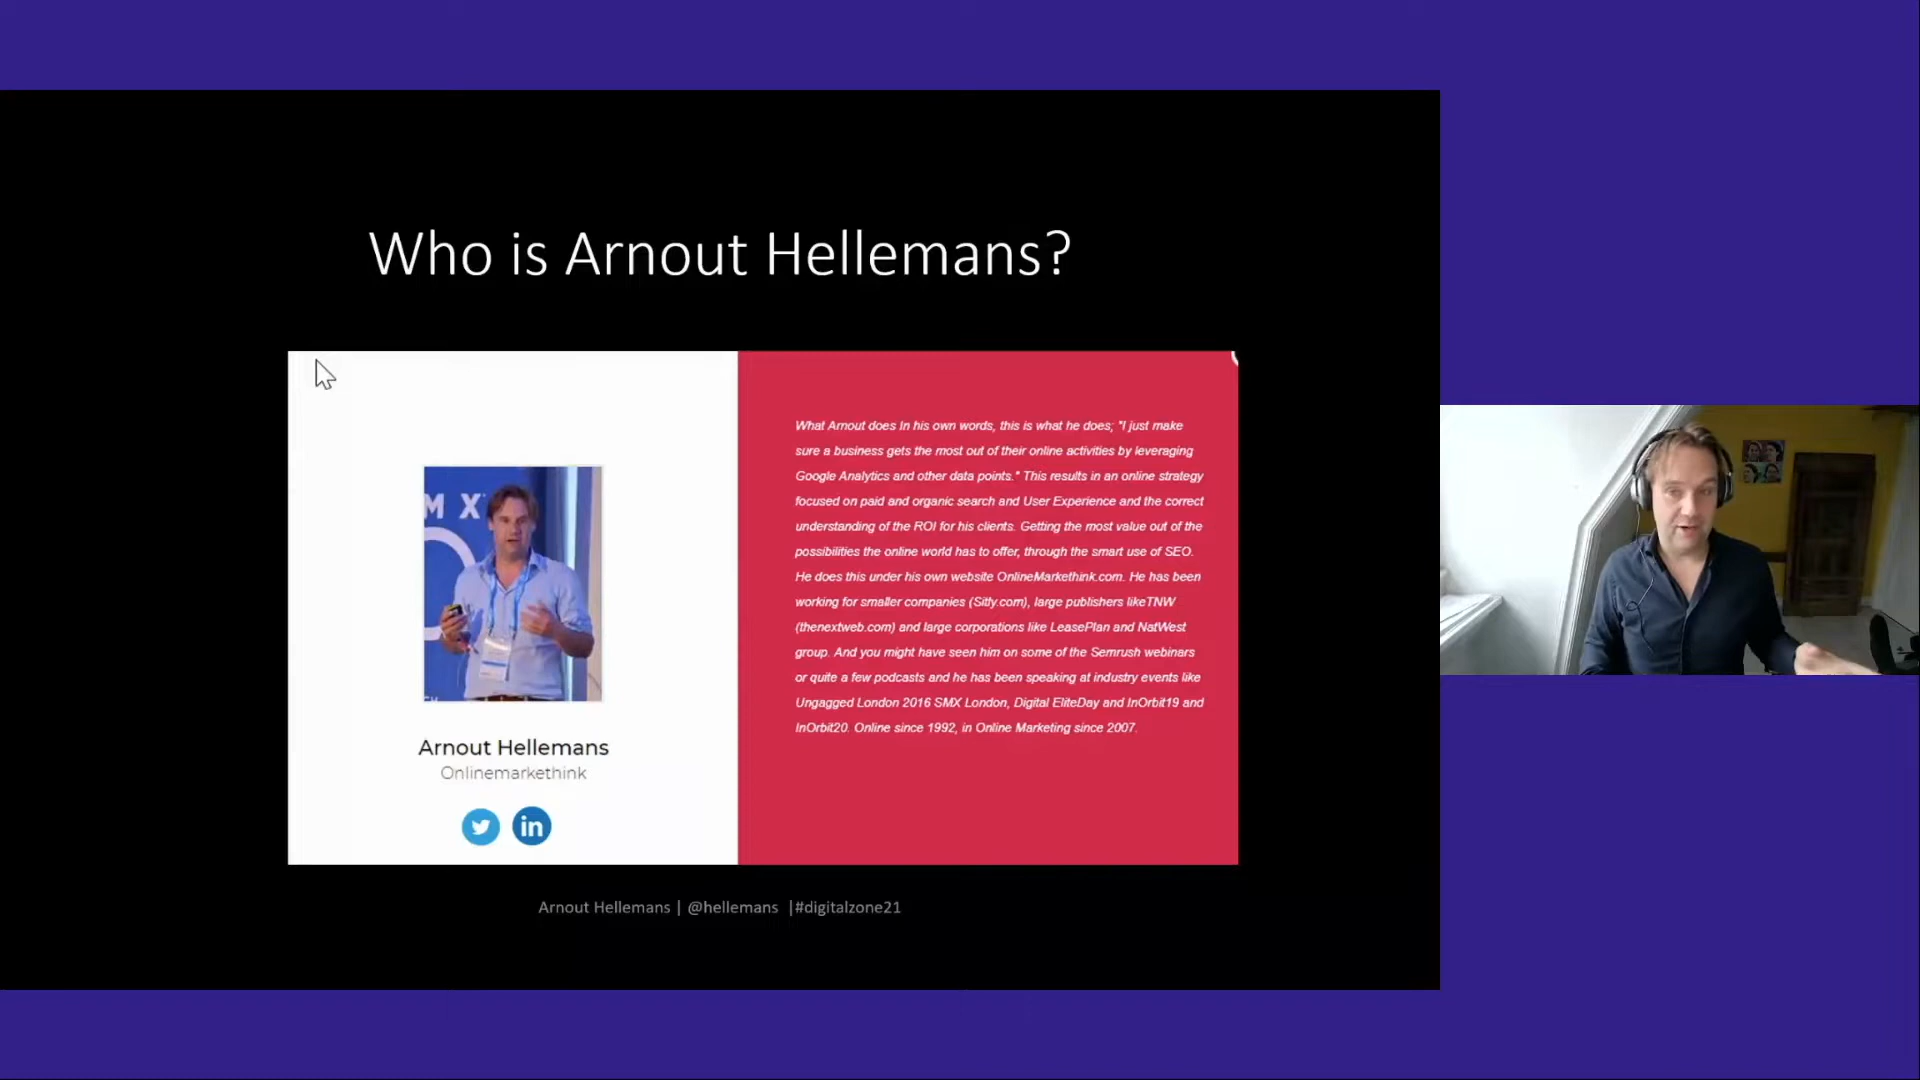 Who is Arnout Hellemans?
M X
Arnout Hellemans
Onlinemarkethink
in
What Arnout does In his own words, this is what he does; "I just make
sure a business gets the most out of their online activities by leveraging
Google Analytics and other data points." This results in an online strategy
focused on paid and organic search and User Experience and the correct
understanding of the ROI for his clients. Getting the most value out of the
possibilities the online world has to offer, through the smart use of SEO.
He does this under his own website OnlineMarkethink.com. He has been
working for smaller companies (Sitly.com), large publishers likeTNW
(thenextweb.com) and large corporations like LeasePlan and NatWest
group. And you might have seen him on some of the Semrush webinars
or quite a few podcasts and he has been speaking at industry events like
Ungagged London 2016 SMX London, Digital EliteDay and InOrbit19 and
InOrbit20. Online since 1992, in Online Marketing since 2007.
Arnout Hellemans | @hellemans |#digitalzone21